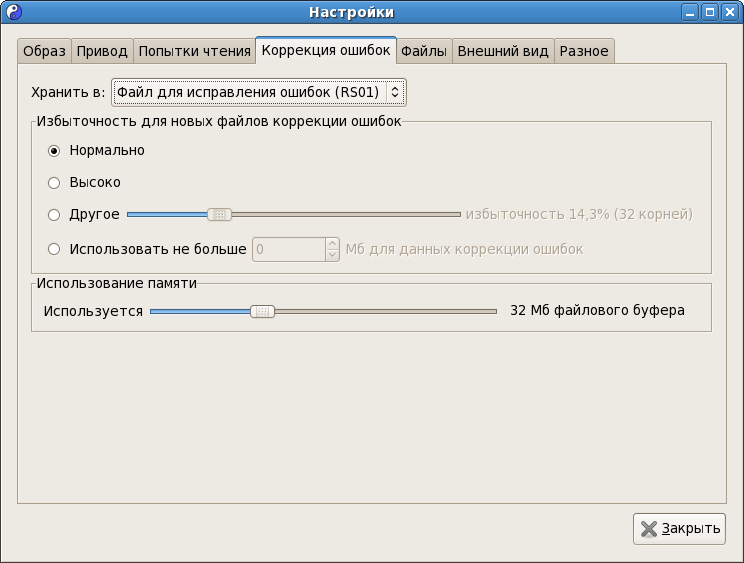 Настройки
Образ Привод Попытки чтения Коррекция ошибок Файлы Внешний вид Разное
Хранить в: Файл для исправления ошибок (RS01)
Избыточность для новых файлов коррекции ошибок
Нормально
Высоко
Другое избыточность 14,3% (32 корней)
Использовать не больше 0 Мб для данных коррекции ошибок
Использование памяти
Используется 32 Мб файлового буфера
Закрыть